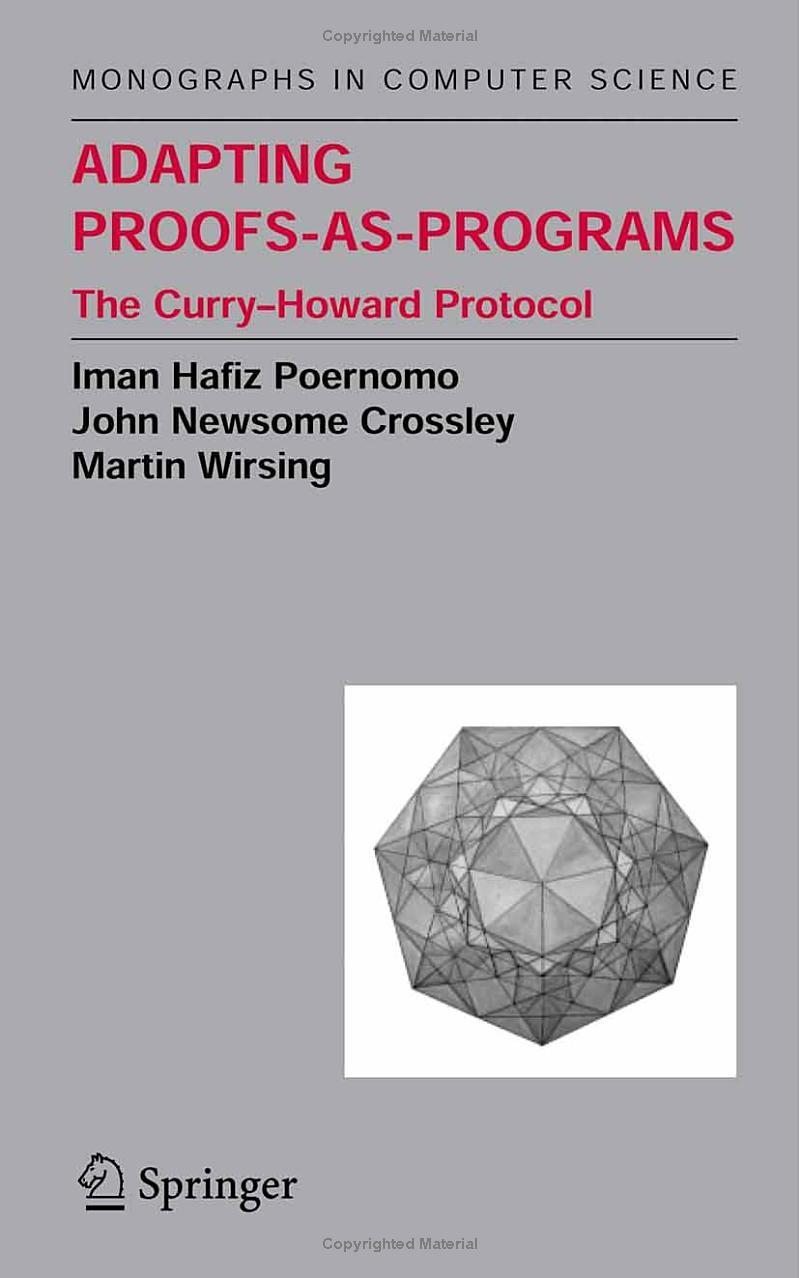 Copyrighted Material
MONOGRAPHS IN COMPUTER SCIENCE
ADAPTING
PROOFS-AS-PROGRAMS
The Curry–Howard Protocol
Iman Hafiz Poernomo
John Newsome Crossley
Martin Wirsing
Springer
Copyrighted Material